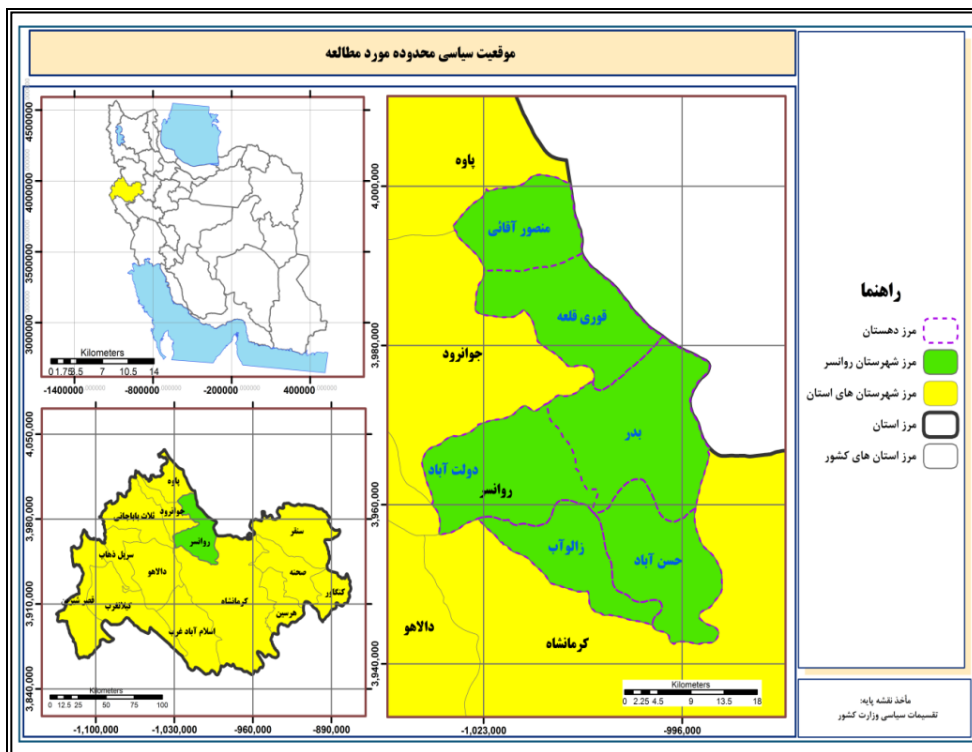 موقعیت سیاسی محدوده مورد مطالعه
راهنما
مرز دهستان
مرز شهرستان روانسر
مرز شهرستان های استان
مرز استان
مرز استان های کشور
مأخذ نقشه پایه:
تقسیمات سیاسی وزارت کشور
4500000
4000000
3500000
3000000
Kilometers
0 1.75 3.5 7 10.5 14
-1400000 -800000 -200000 400000
4,050,000
3,980,000
3,910,000
3,840,000
پاوه
جوانرود
ثلاث باباجانی
روانسر
سنقر
سرپل ذهاب
دالاهو
صحنه
کنگاور
کرمانشاه
قصر شیرین
گیلانغرب
هرسین
اسلام آباد غرب
Kilometers
0 12.5 25 50 75 100
-1,100,000 -1,030,000 -960,000 -890,000
4,000,000
3,980,000
3,960,000
3,940,000
پاوه
منصور آقائی
قوری قلعه
جوانرود
بدر
دولت آباد
روانسر
زالوآب
حسن آباد
دالاهو
کرمانشاه
Kilometers
0 2.25 4.5 9 13.5 18
-1,023,000 -996,000